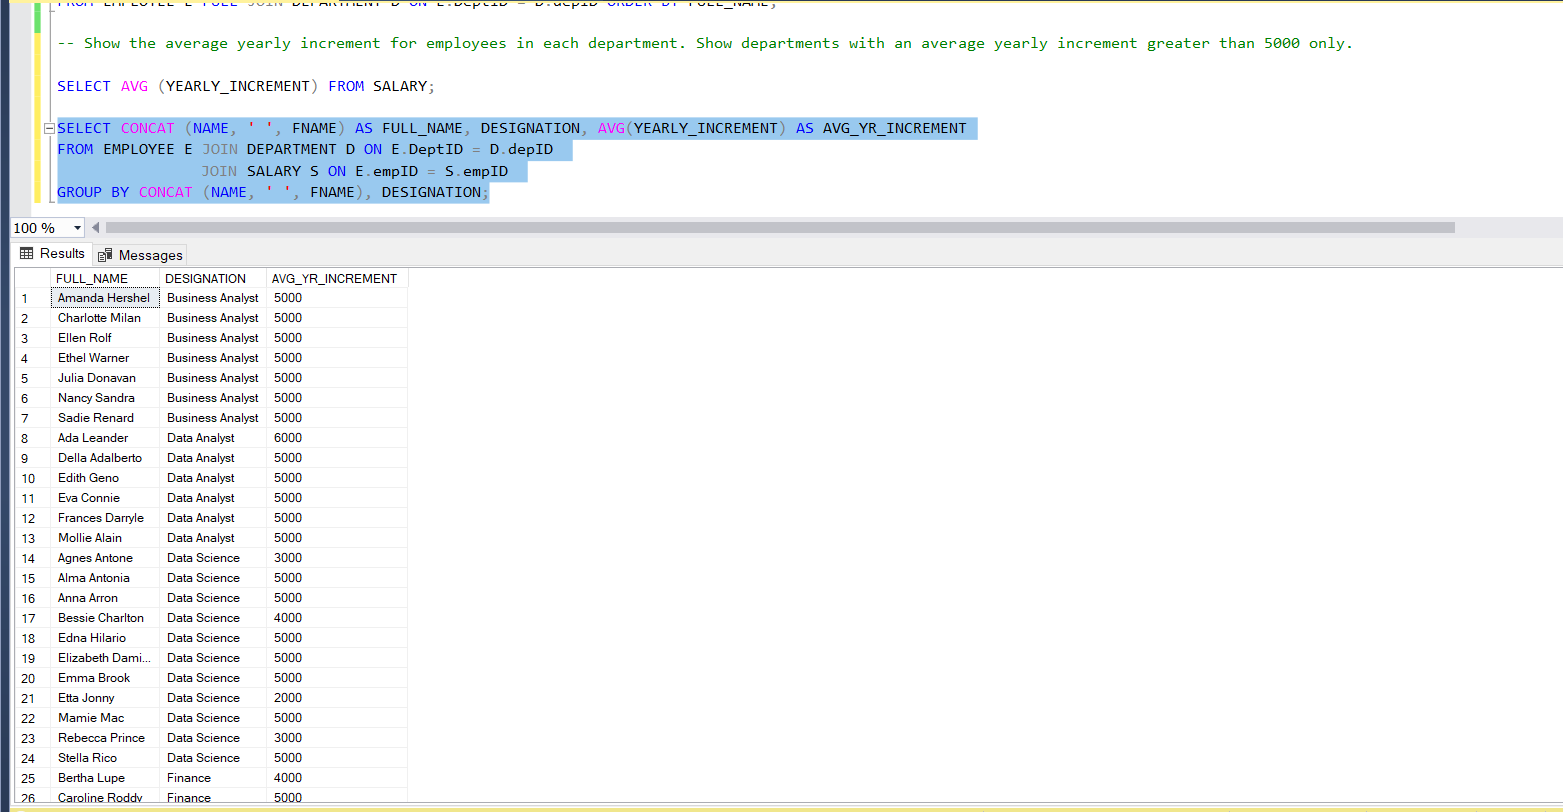 FROM EMPLOYEE E FULL JOIN DEPARTMENT D ON E.DeptID = D.depID ORDER BY FULL_NAME;
-- Show the average yearly increment for employees in each department. Show departments with an average yearly increment greater than 5000 only.
SELECT AVG (YEARLY_INCREMENT) FROM SALARY;
SELECT CONCAT (NAME, ' ', FNAME) AS FULL_NAME, DESIGNATION, AVG(YEARLY_INCREMENT) AS AVG_YR_INCREMENT
FROM EMPLOYEE E JOIN DEPARTMENT D ON E.DeptID = D.depID
JOIN SALARY S ON E.empID = S.empID
GROUP BY CONCAT (NAME, ' ', FNAME), DESIGNATION;
100 %
Results Messages
FULL_NAME DESIGNATION AVG_YR_INCREMENT
1 Amanda Hershel Business Analyst 5000
2 Charlotte Milan Business Analyst 5000
3 Ellen Rolf Business Analyst 5000
4 Ethel Warner Business Analyst 5000
5 Julia Donavan Business Analyst 5000
6 Nancy Sandra Business Analyst 5000
7 Sadie Renard Business Analyst 5000
8 Ada Leander Data Analyst 6000
9 Della Adalberto Data Analyst 5000
10 Edith Geno Data Analyst 5000
11 Eva Connie Data Analyst 5000
12 Frances Darryle Data Analyst 5000
13 Mollie Alain Data Analyst 5000
14 Agnes Antone Data Science 3000
15 Alma Antonia Data Science 5000
16 Anna Arron Data Science 5000
17 Bessie Charlton Data Science 4000
18 Edna Hilario Data Science 5000
19 Elizabeth Dami... Data Science 5000
20 Emma Brook Data Science 5000
21 Etta Jonny Data Science 2000
22 Mamie Mac Data Science 5000
23 Rebecca Prince Data Science 3000
24 Stella Rico Data Science 5000
25 Bertha Lupe Finance 4000
26 Caroline Roddy Finance 5000